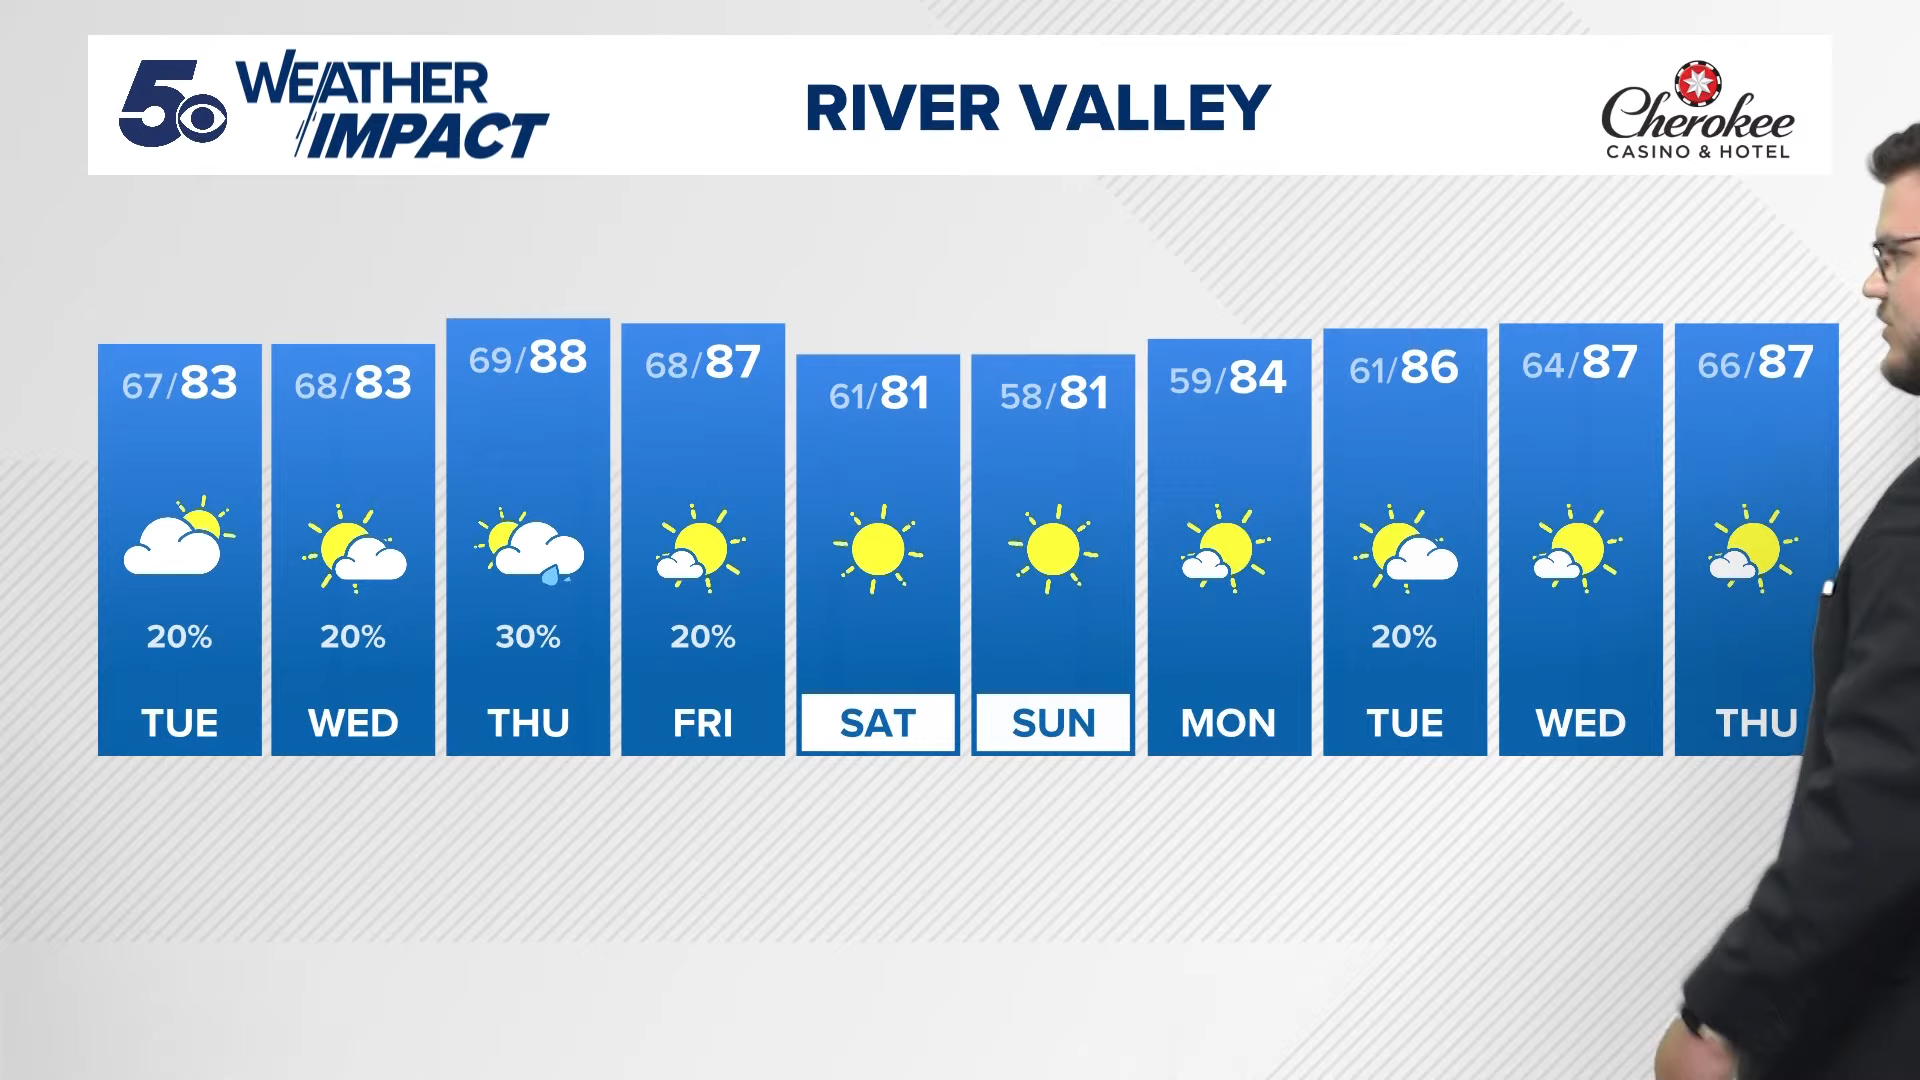 5 WEATHER IMPACT
RIVER VALLEY
Cherokee
CASINO & HOTEL
67/83 68/83 69/88 68/87 61/81 58/81 59/84 61/86 64/87 66/87
20% 20% 30% 20% 20%
TUE WED THU FRI SAT SUN MON TUE WED THU